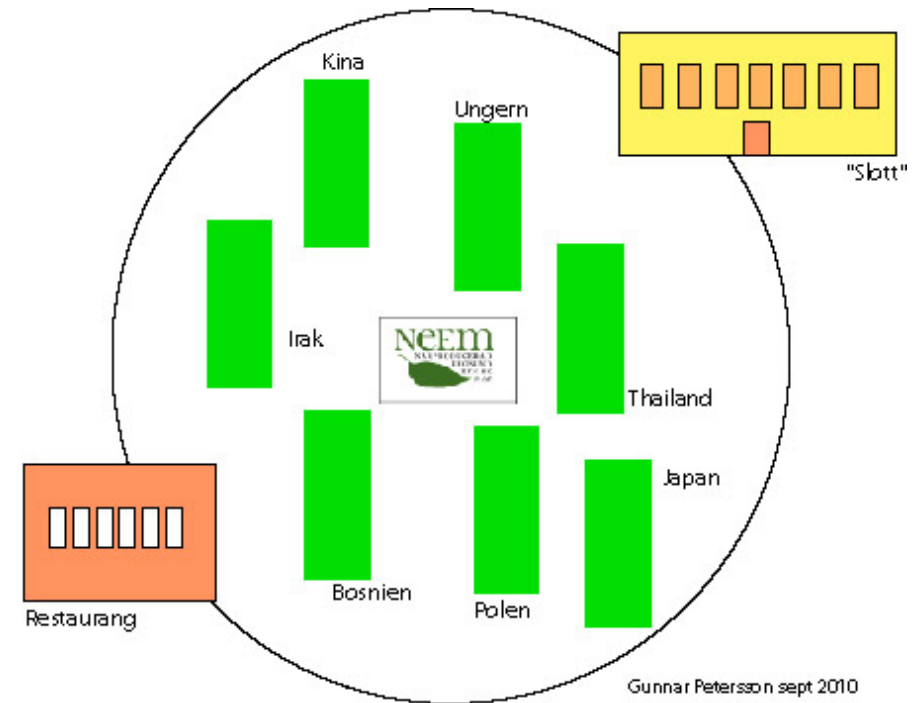 Kina
Ungern
"Slott"
Irak
NeEM
Thailand
Japan
Bosnien
Polen
Restaurang
Gunnar Petersson sept 2010